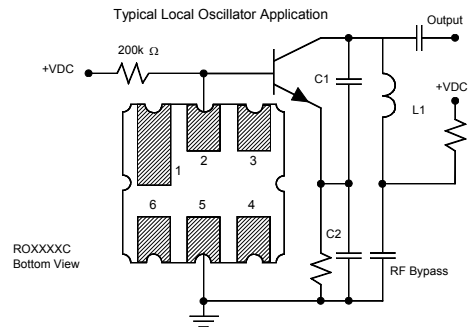 Typical Local Oscillator Application
Output
200k Ω
+VDC
C1
+VDC
L1
1
2
3
6
5
4
C2
ROXXXXC
Bottom View
RF Bypass